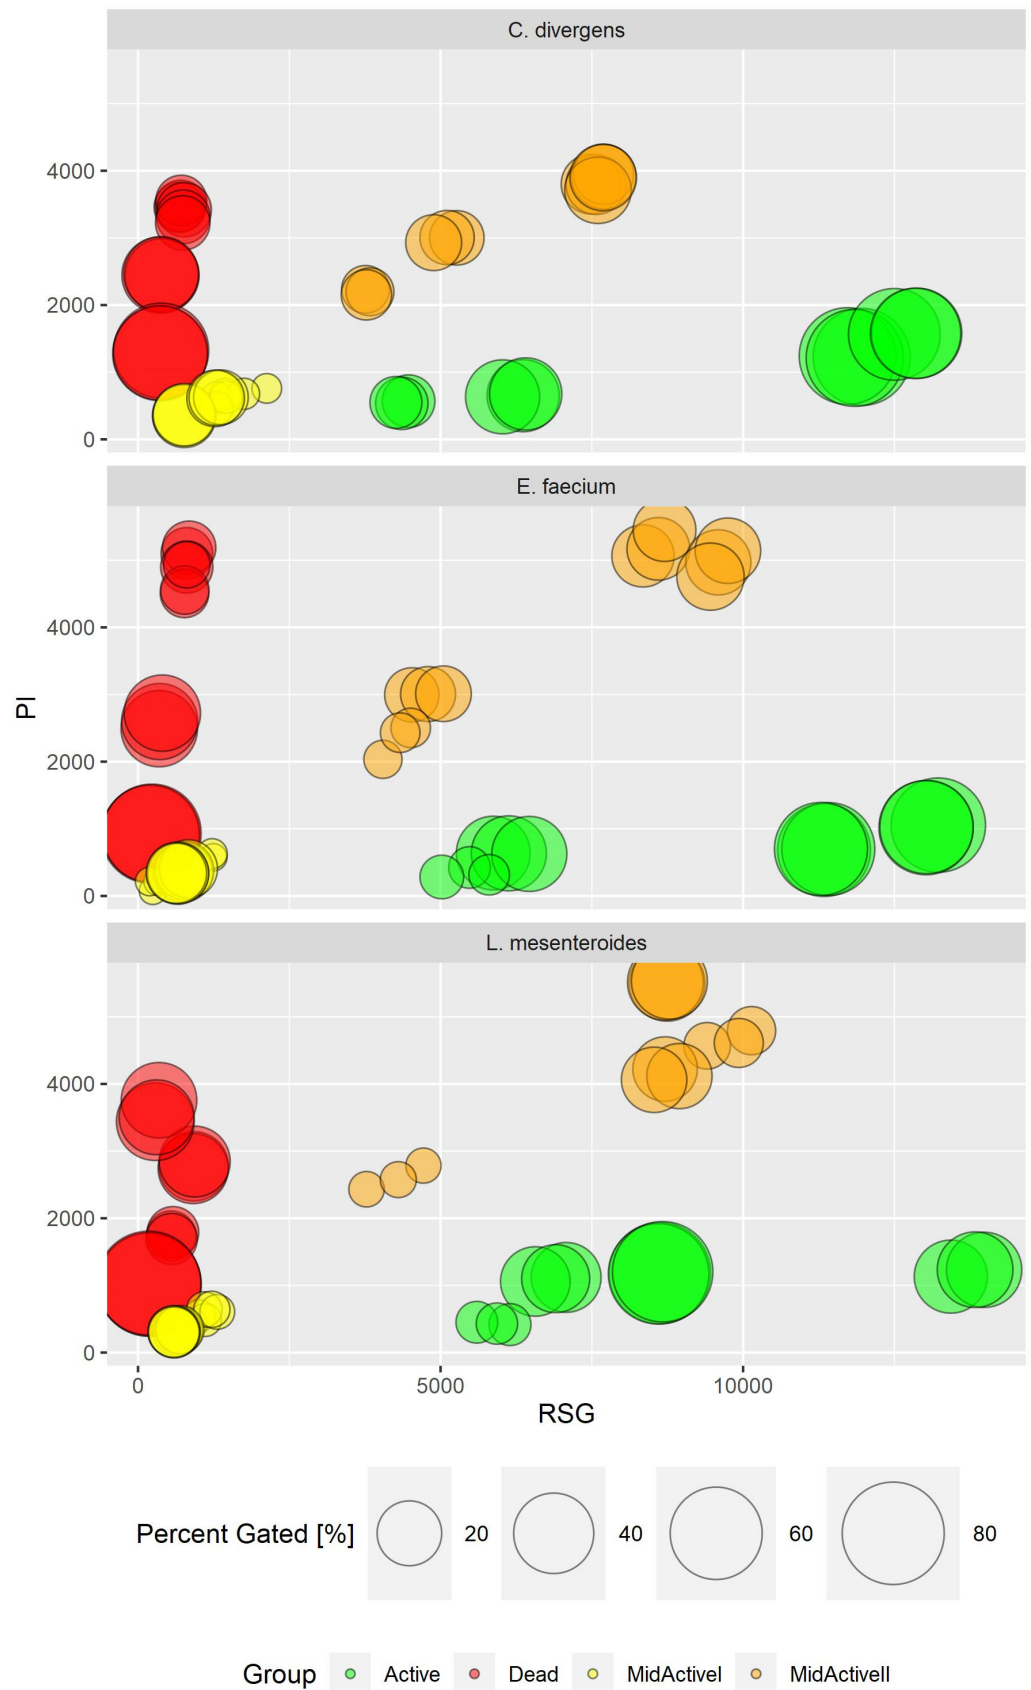 C. divergens
4000
2000
0
E. faecium
4000
2000
0
PI
L. mesenteroides
4000
2000
0
0 5000 10000
RSG
Percent Gated [%] 20 40 60 80
Group Active Dead MidActiveI MidActiveII